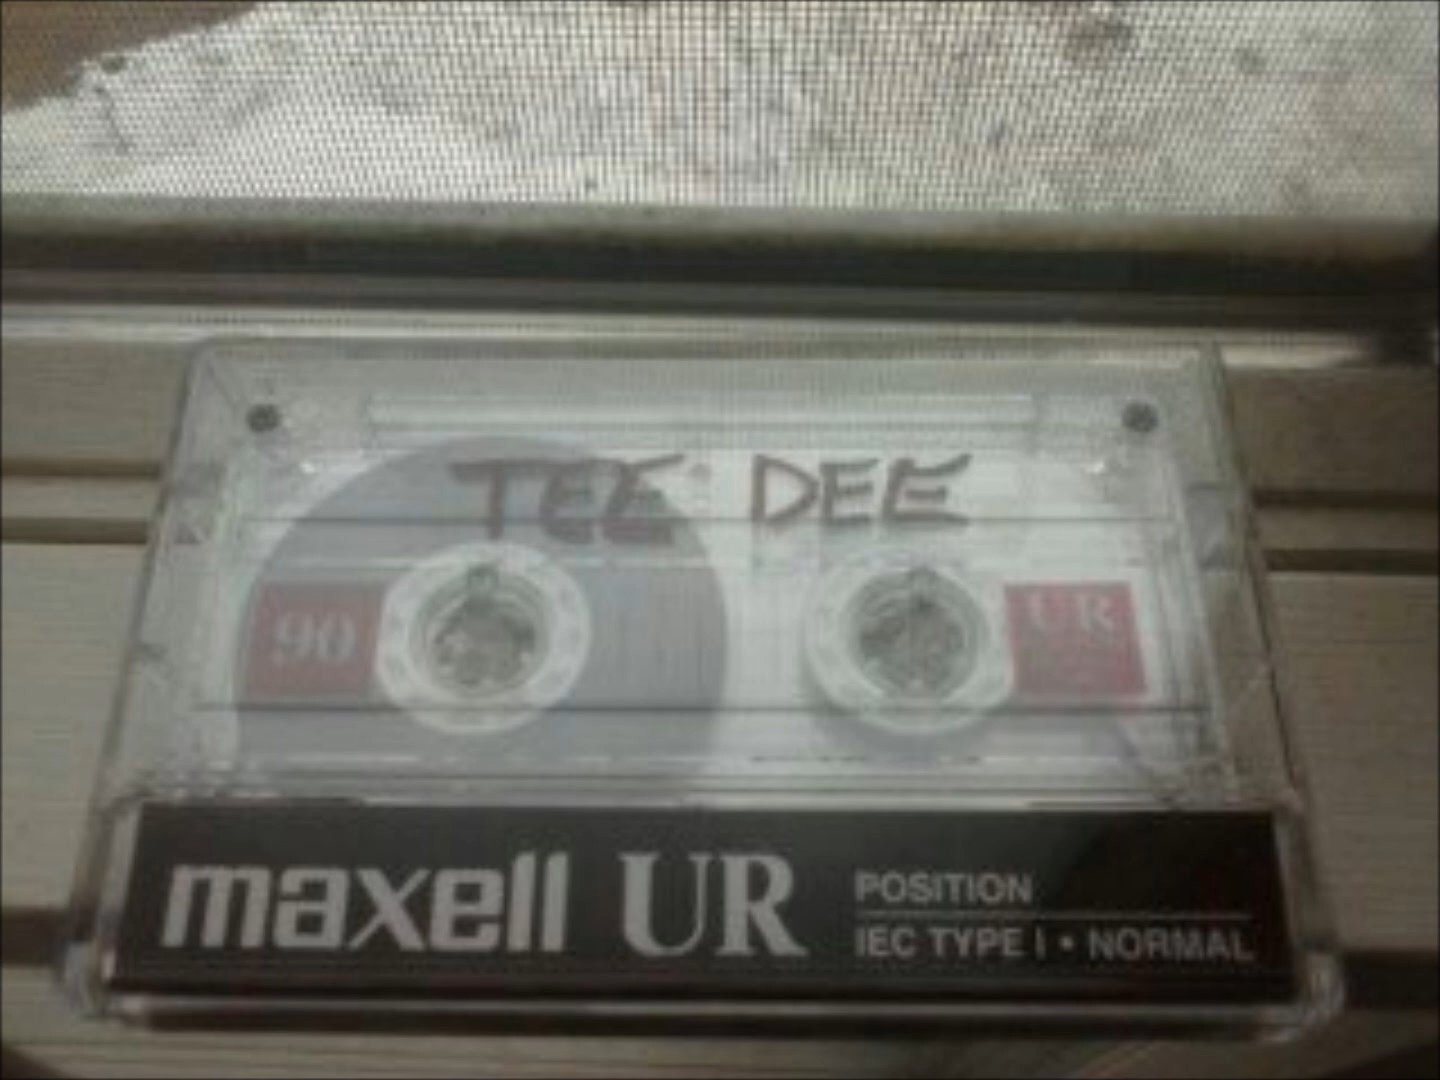 TEE DEE
90 UR
maxell UR
POSITION
IEC TYPE I • NORMAL